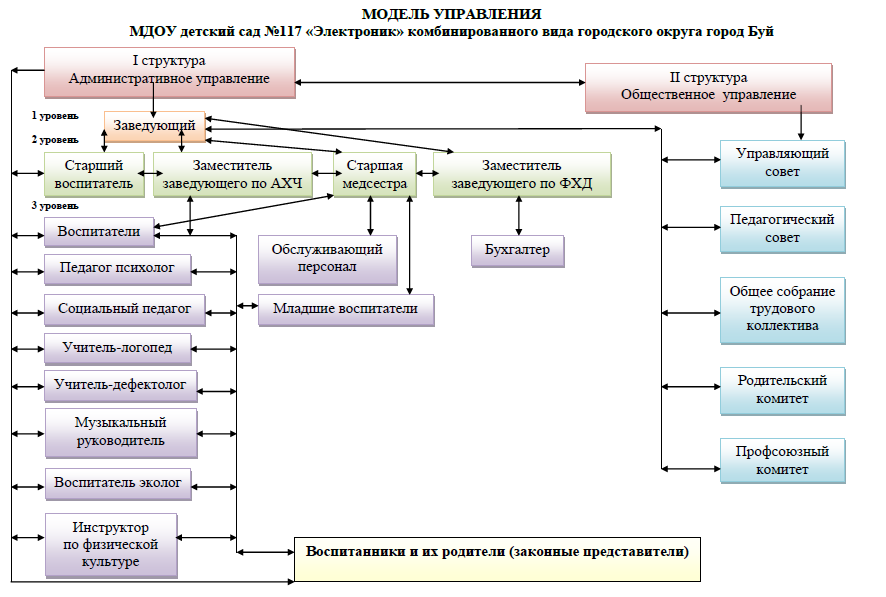 МОДЕЛЬ УПРАВЛЕНИЯ
МДОУ детский сад №117 «Электроник» комбинированного вида городского округа город Буй
I структура
Административное управление
II структура
Общественное управление
1 уровень
Заведующий
2 уровень
Старший
воспитатель
Заместитель
заведующего по АХЧ
Старшая
медсестра
Заместитель
заведующего по ФХД
Управляющий
совет
3 уровень
Воспитатели
Педагогический
совет
Обслуживающий
персонал
Бухгалтер
Педагог психолог
Социальный педагог
Младшие воспитатели
Общее собрание
трудового
коллектива
Учитель-логопед
Учитель-дефектолог
Родительский
комитет
Музыкальный
руководитель
Профсоюзный
комитет
Воспитатель эколог
Инструктор
по физической
культуре
Воспитанники и их родители (законные представители)